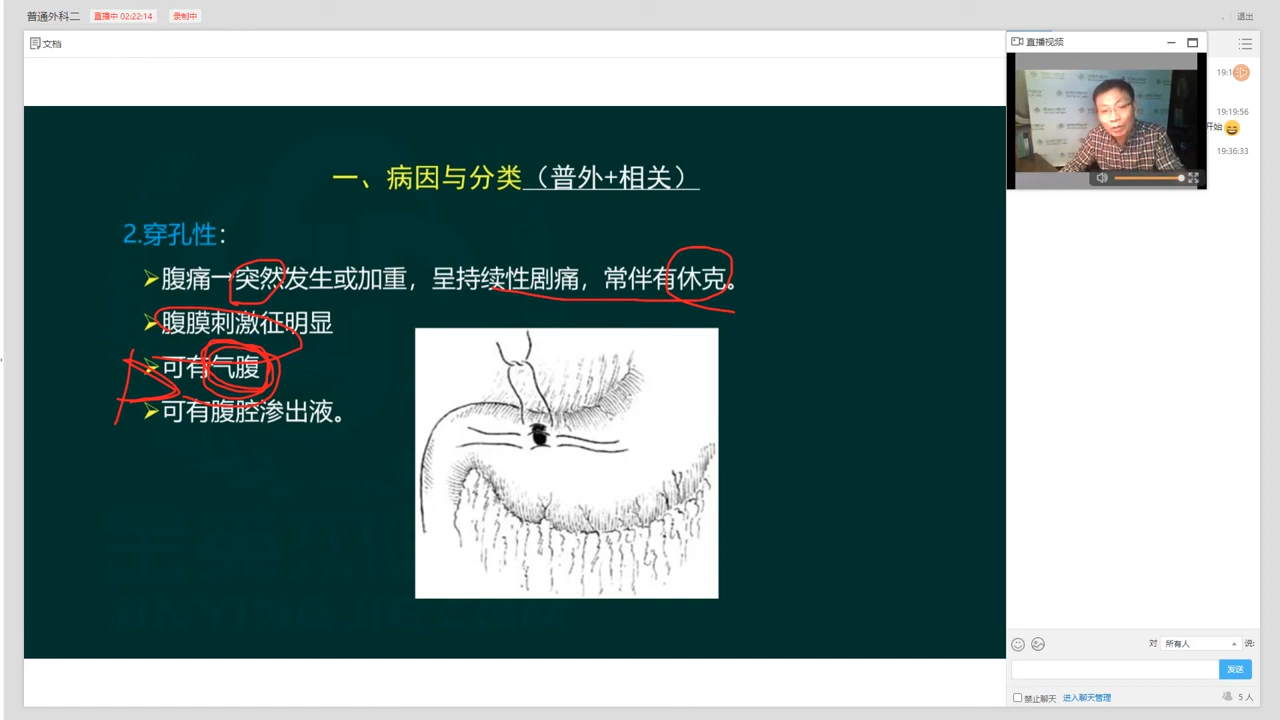 普通外科二 直播中 02:22:14 录制中
退出
文档
直播视频
19:1
19:19:56
开始
19:36:33
一、病因与分类（普外+相关）
2.穿孔性：
腹痛一突然发生或加重，呈持续性剧痛，常伴有休克。
腹膜刺激征明显
可有气腹
可有腹腔渗出液。
对 所有人 说:
发送
禁止聊天 进入聊天管理 5 人